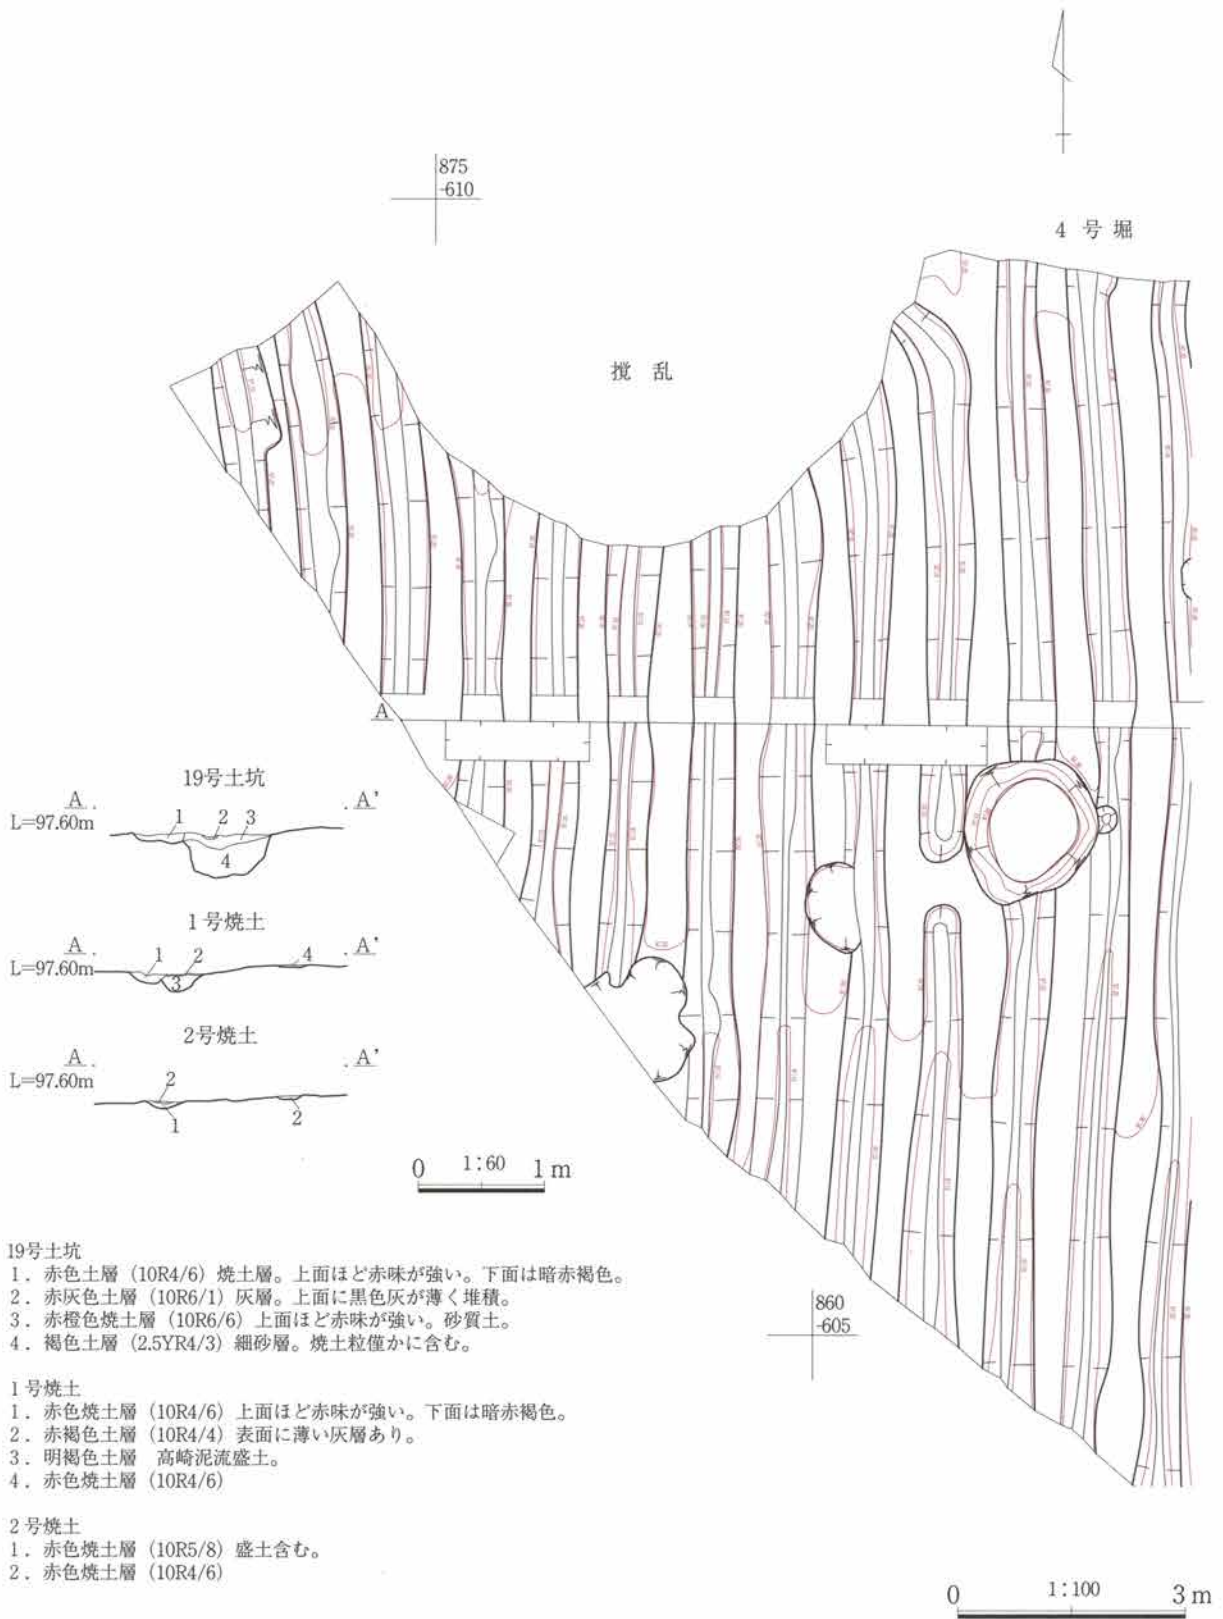 875
-610
4 号 堀
撹 乱
A
19号土坑
A . . A'
L=97.60m
1 2 3
4
1号焼土
A . . A'
L=97.60m
1 2 4
3
2号焼土
A . . A'
L=97.60m
2
1 2
0 1:60 1 m
19号土坑
1．赤色土層（10R4/6）焼土層。上面ほど赤味が強い。下面は暗赤褐色。
2．赤灰色土層（10R6/1）灰層。上面に黒色灰が薄く堆積。
3．赤橙色焼土層（10R6/6）上面ほど赤味が強い。砂質土。
4．褐色土層（2.5YR4/3）細砂層。焼土粒僅かに含む。
1号焼土
1．赤色焼土層（10R4/6）上面ほど赤味が強い。下面は暗赤褐色。
2．赤褐色土層（10R4/4）表面に薄い灰層あり。
3．明褐色土層　高崎泥流盛土。
4．赤色焼土層（10R4/6）
2号焼土
1．赤色焼土層（10R5/8）盛土含む。
2．赤色焼土層（10R4/6）
860
-605
0 1:100 3 m